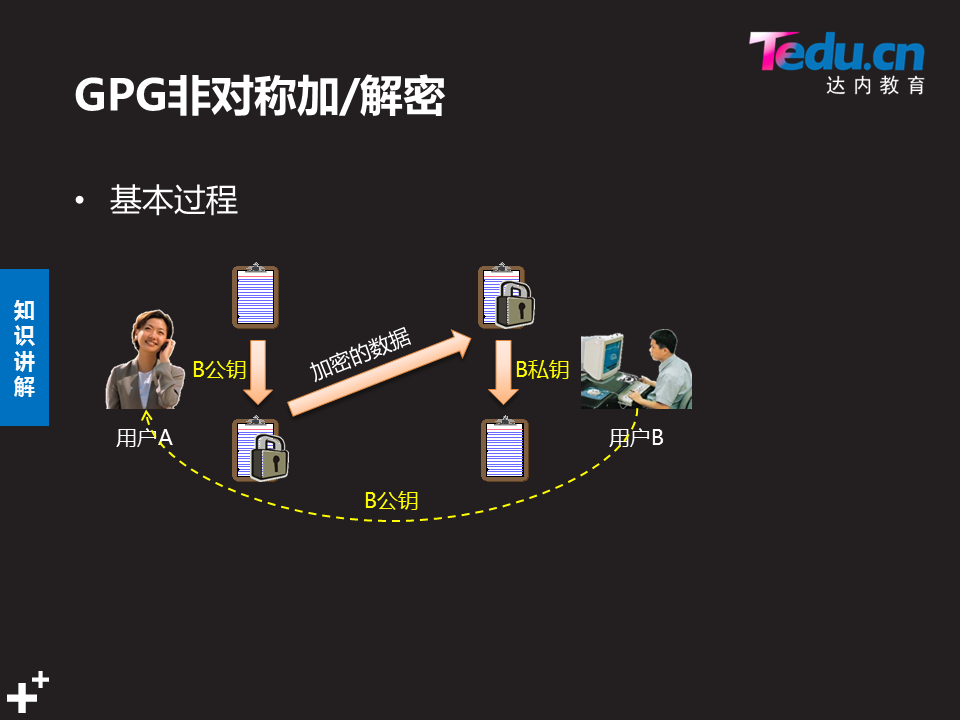 Tedu.cn
达内教育
GPG非对称加/解密
• 基本过程
知识讲解
B公钥
加密的数据
B私钥
用户A
用户B
B公钥